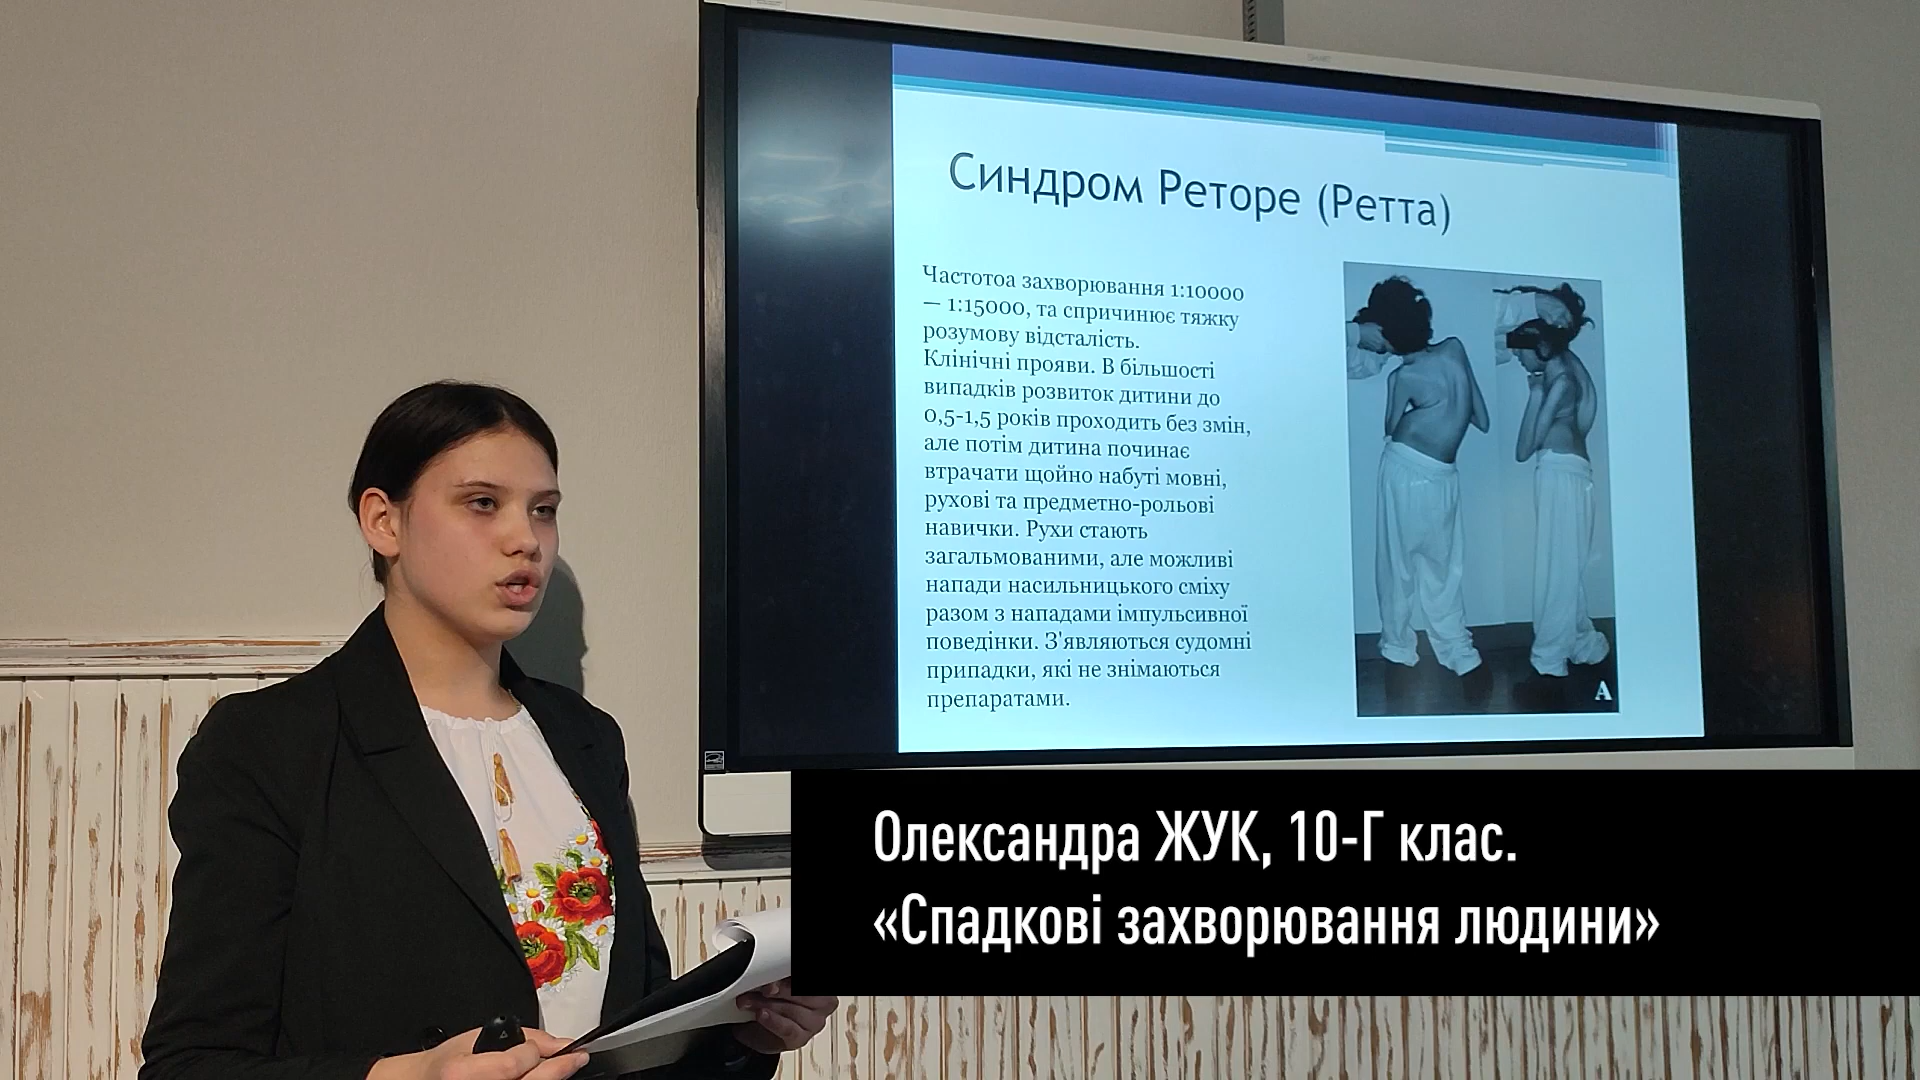 Синдром Реторе (Ретта)
Частотоа захворювання 1:10000
— 1:15000, та спричинює тяжку
розумову відсталість.
Клінічні прояви. В більшості
випадків розвиток дитини до
0,5-1,5 років проходить без змін,
але потім дитина починає
втрачати щойно набуті мовні,
рухові та предметно-рольові
навички. Рухи стають
загальмованими, але можливі
напади насильницького сміху
разом з нападами імпульсивної
поведінки. З'являються судомні
припадки, які не знімаються
препаратами.
A
Олександра ЖУК, 10-Г клас.
«Спадкові захворювання людини»